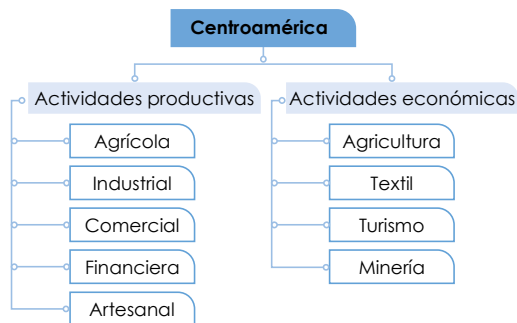 Centroamérica
Actividades productivas
Agrícola
Industrial
Comercial
Financiera
Artesanal
Actividades económicas
Agricultura
Textil
Turismo
Minería